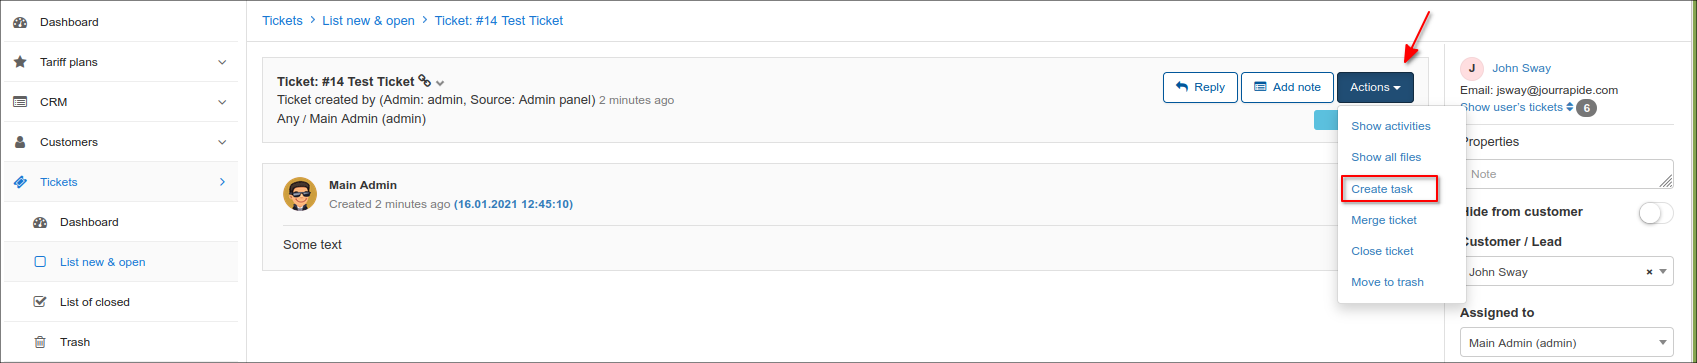 Dashboard
Tariff plans
CRM
Customers
Tickets
Dashboard
List new & open
List of closed
Trash
Tickets > List new & open > Ticket: #14 Test Ticket
Ticket: #14 Test Ticket
Ticket created by (Admin: admin, Source: Admin panel) 2 minutes ago
Any / Main Admin (admin)
Reply
Add note
Actions
Show activities
Show all files
Create task
Merge ticket
Close ticket
Move to trash
Main Admin
Created 2 minutes ago (16.01.2021 12:45:10)
Some text
J John Sway
Email: jsway@jourrapide.com
Show user's tickets 6
Properties
Note
Hide from customer
Customer / Lead
John Sway × 
Assigned to
Main Admin (admin)